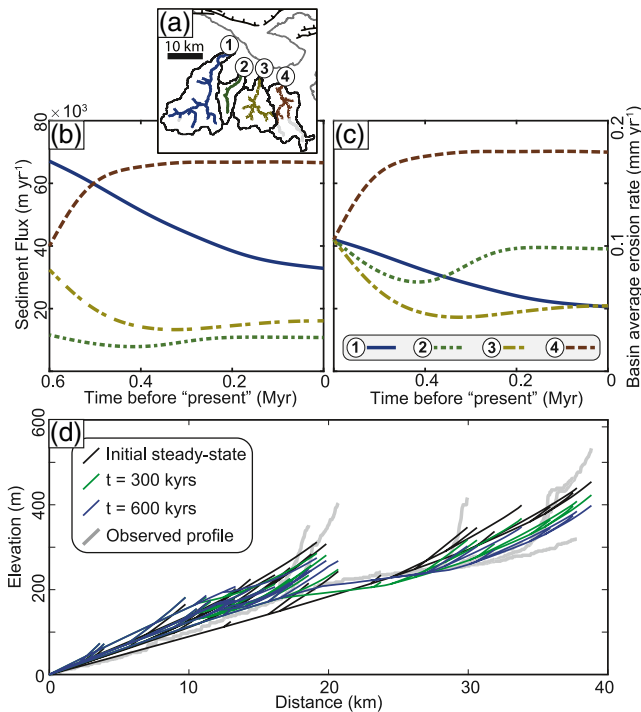 (a)
10 km
1
2
3
4
× 10³
(b)
80
60
40
20
Sediment Flux (m yr⁻¹)
0.6
0.4
0.2
0
Time before "present" (Myr)
(c)
0.2
0.1
Basin average erosion rate (mm yr⁻¹)
1 2 3 4
0.4
0.2
0
Time before "present" (Myr)
(d)
600
400
200
0
Elevation (m)
Initial steady-state
t = 300 kyrs
t = 600 kyrs
Observed profile
0
10
20
30
40
Distance (km)